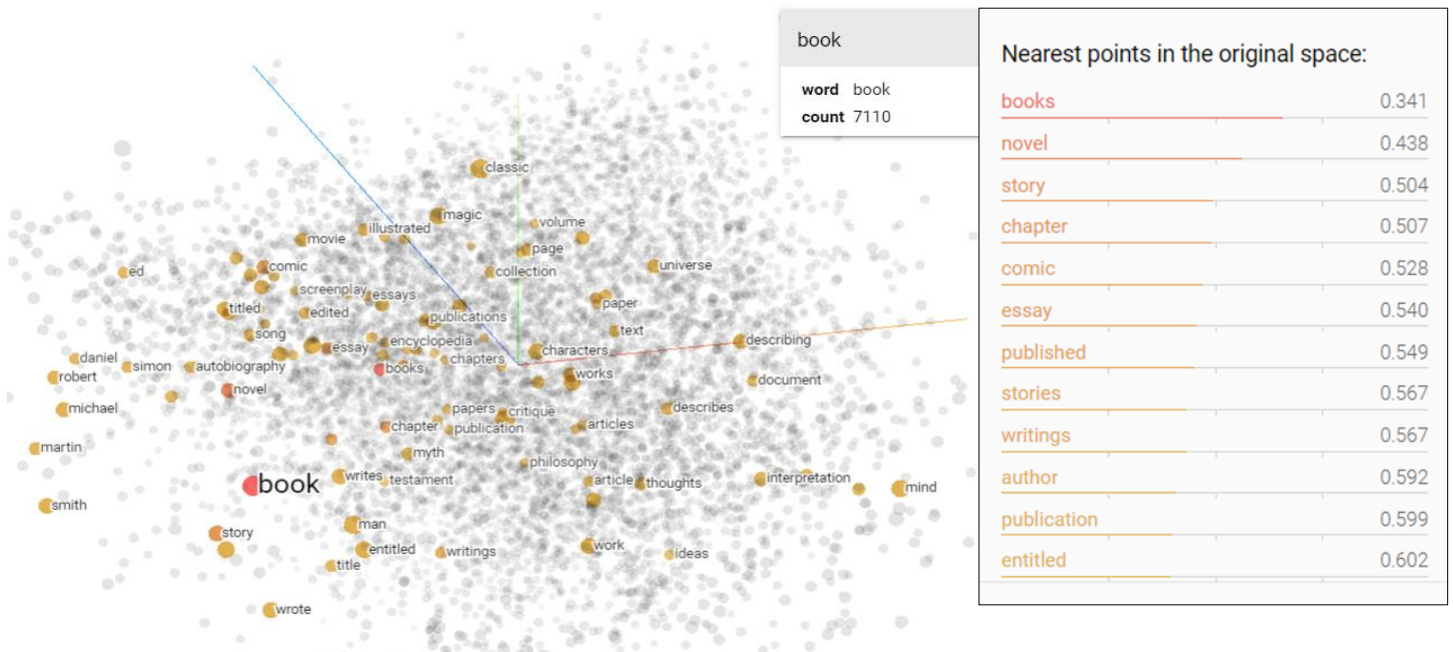 book
word book
count 7110
Nearest points in the original space:
books 0.341
novel 0.438
story 0.504
chapter 0.507
comic 0.528
essay 0.540
published 0.549
stories 0.567
writings 0.567
author 0.592
publication 0.599
entitled 0.602
classic
magic
volume
illustrated
movie
page
comic
universe
ed
collection
screenplay
essays
paper
titled
edited
publications
text
song
encyclopedia
describing
essay
characters
daniel
chapters
simon
autobiography
books
works
robert
document
novel
michael
papers
critique
describes
chapter
publication
articles
martin
myth
philosophy
writes
testament
article
thoughts
interpretation
book
mind
smith
man
story
work
entitled
writings
ideas
title
wrote